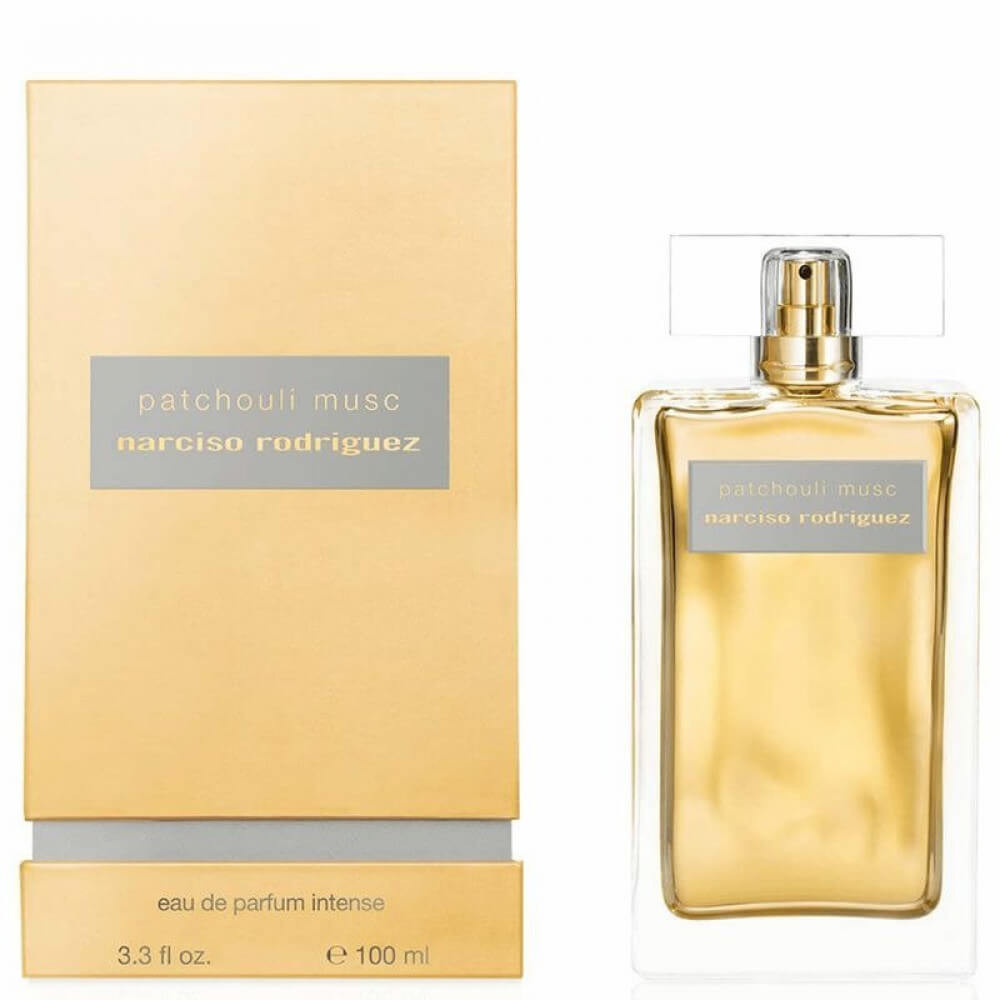 patchouli musc
narciso rodriguez
eau de parfum intense
3.3 fl oz. ℮ 100 ml
patchouli musc
narciso rodriguez